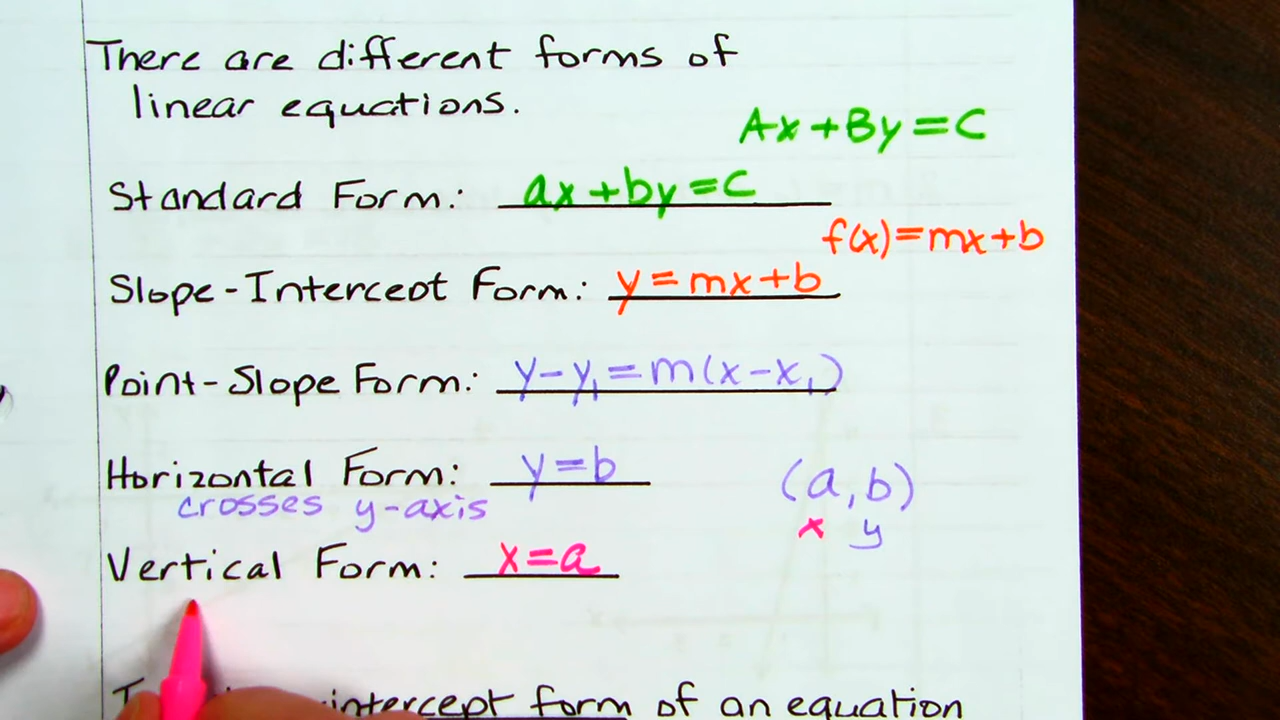 There are different forms of
linear equations.
Ax + By = C
Standard Form: ax + by = c
f(x) = mx + b
Slope-Intercept Form: y = mx + b
Point-Slope Form: y - y₁ = m(x - x₁)
Horizontal Form: y = b
(a, b)
crosses y-axis
x y
Vertical Form: x = a
intercept form of an equation